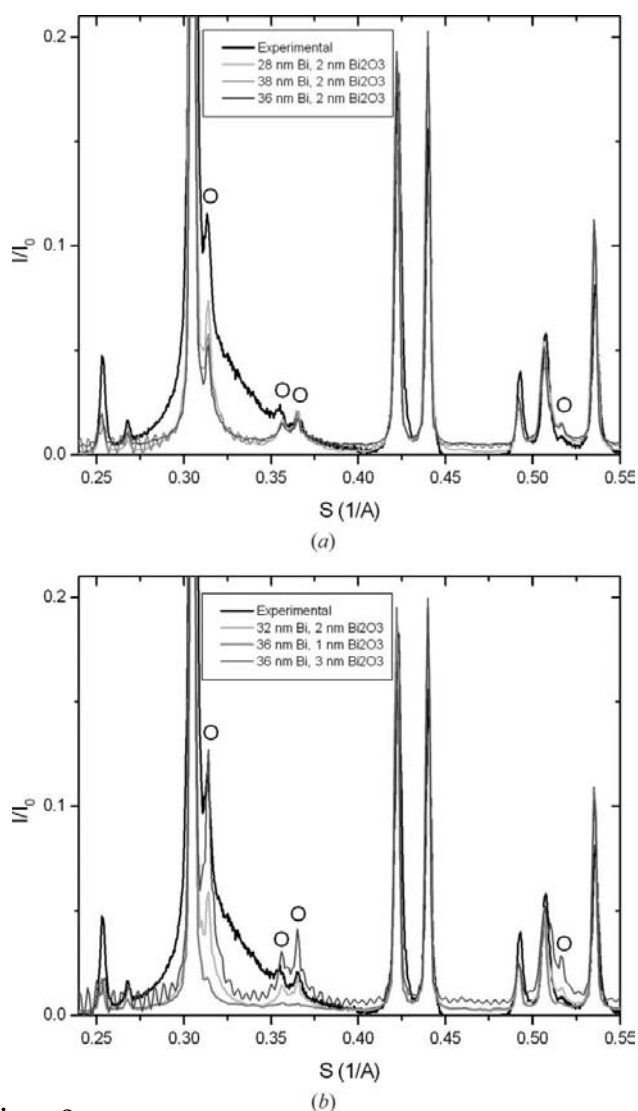 0.2
Experimental
28 nm Bi, 2 nm Bi2O3
38 nm Bi, 2 nm Bi2O3
36 nm Bi, 2 nm Bi2O3
O
I/I0
0.1
O O
O
0.0
0.25 0.30 0.35 0.40 0.45 0.50 0.55
S (1/A)
(a)
0.2
Experimental
32 nm Bi, 2 nm Bi2O3
36 nm Bi, 1 nm Bi2O3
36 nm Bi, 3 nm Bi2O3
O
I/I0
0.1
O
O
O
0.0
0.25 0.30 0.35 0.40 0.45 0.50 0.55
S (1/A)
(b)